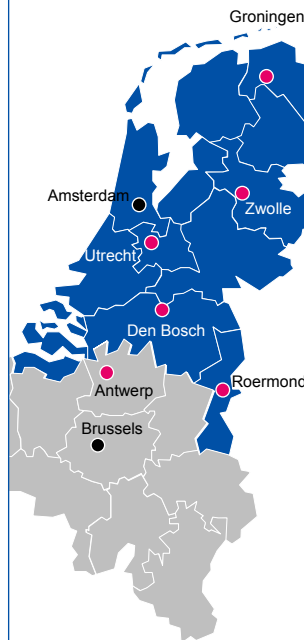 Groningen
Amsterdam
Zwolle
Utrecht
Den Bosch
Roermond
Antwerp
Brussels